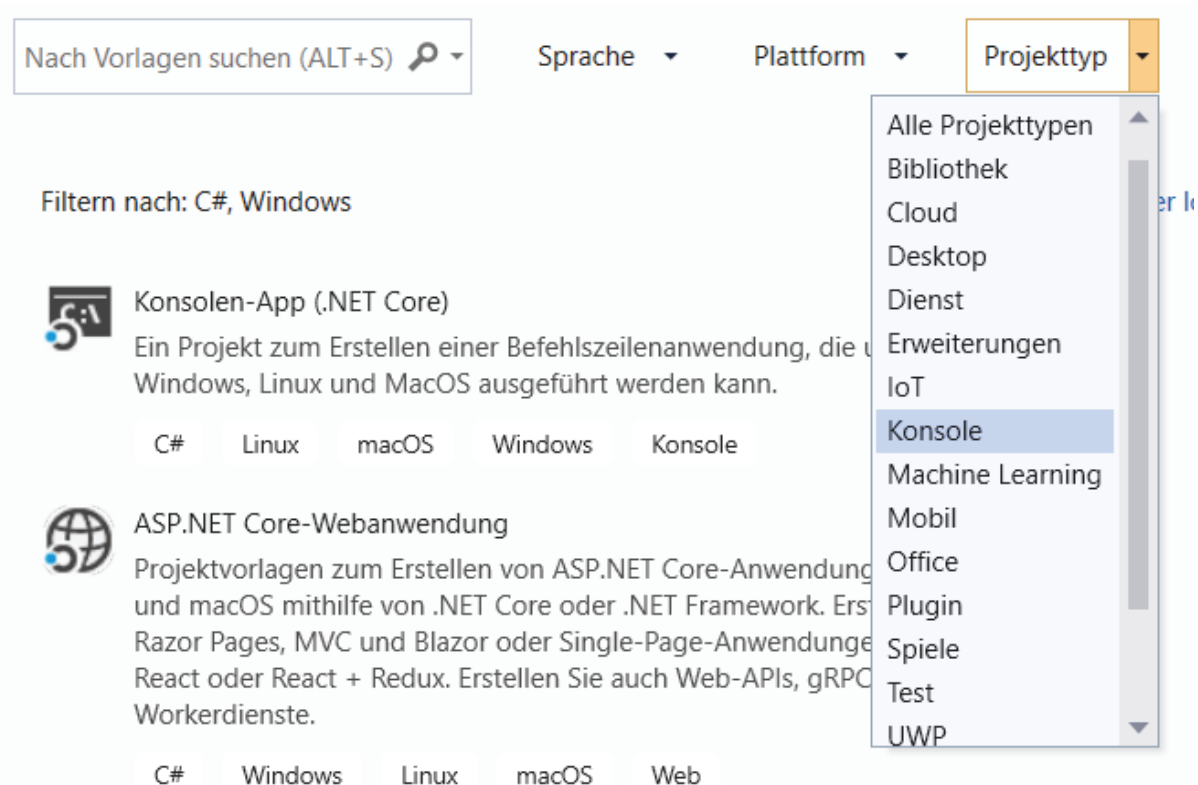 Nach Vorlagen suchen (ALT+S)
Sprache
Plattform
Projekttyp
Alle Projekttypen
Bibliothek
Cloud
Desktop
Dienst
Erweiterungen
IoT
Konsole
Machine Learning
Mobil
Office
Plugin
Spiele
Test
UWP
Filtern nach: C#, Windows
C:\
Konsolen-App (.NET Core)
Ein Projekt zum Erstellen einer Befehlszeilenanwendung, die
Windows, Linux und MacOS ausgeführt werden kann.
C# Linux macOS Windows Konsole
ASP.NET Core-Webanwendung
Projektvorlagen zum Erstellen von ASP.NET Core-Anwendung
und macOS mithilfe von .NET Core oder .NET Framework. Ers
Razor Pages, MVC und Blazor oder Single-Page-Anwendunge
React oder React + Redux. Erstellen Sie auch Web-APIs, gRPC
Workerdienste.
C# Windows Linux macOS Web